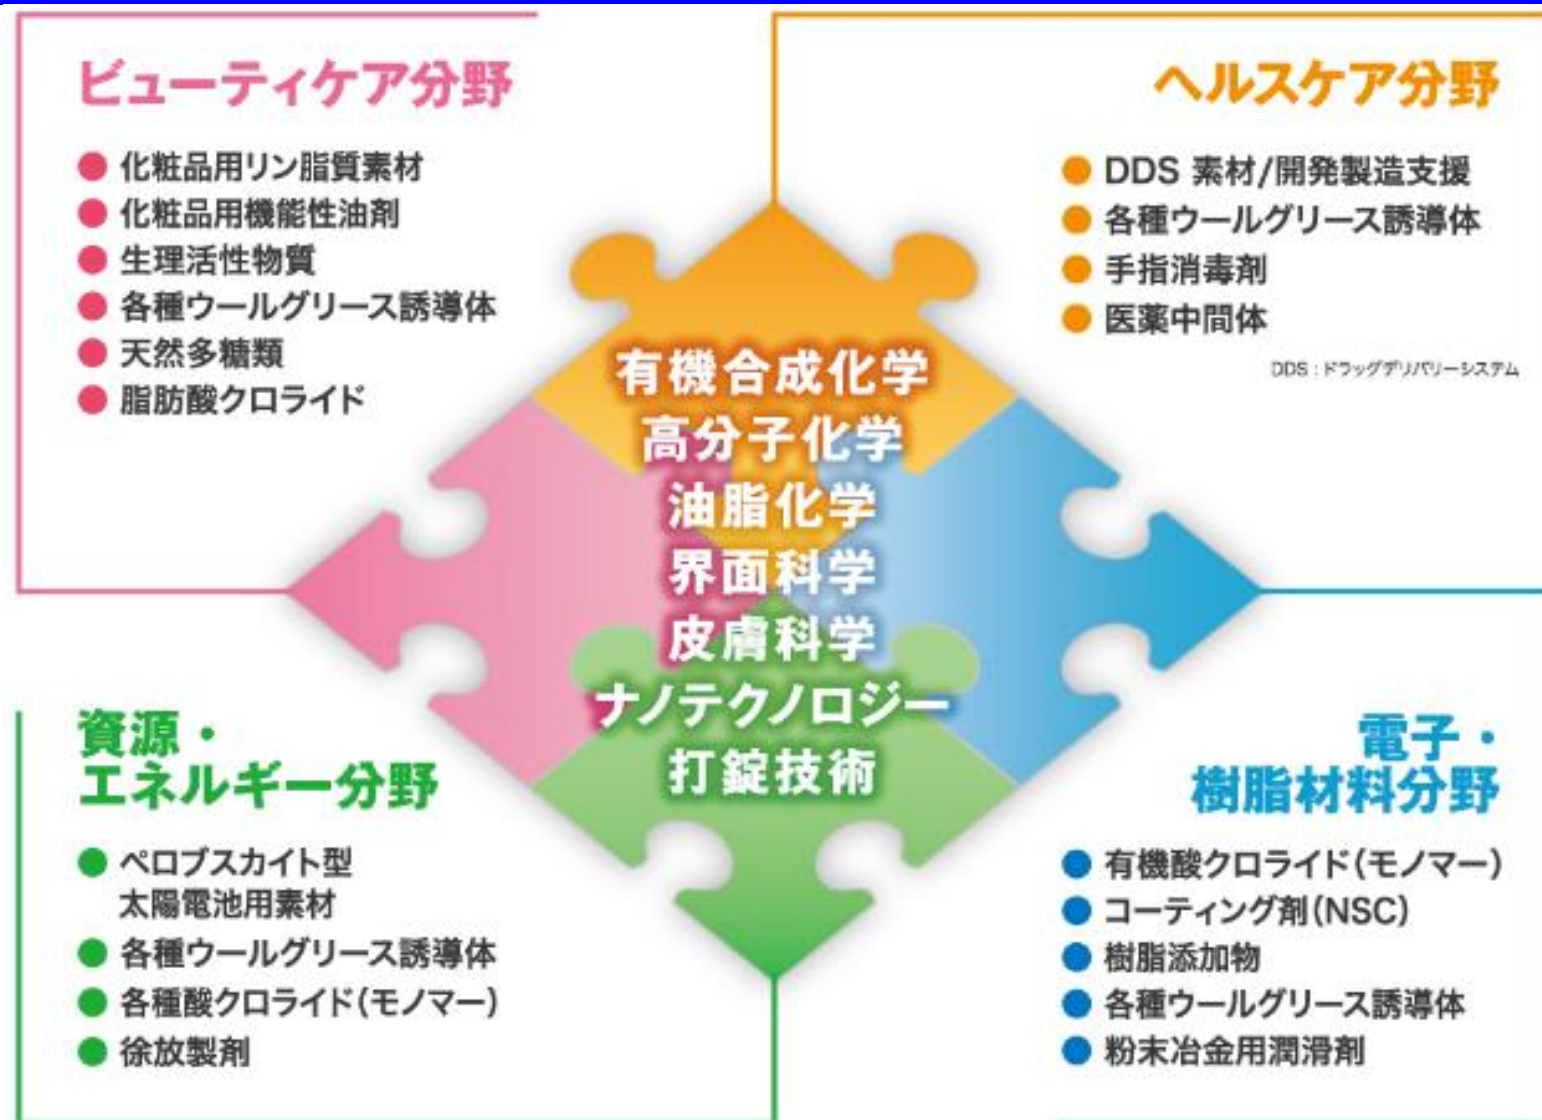 ビューティケア分野
● 化粧品用リン脂質素材
● 化粧品用機能性油剤
● 生理活性物質
● 各種ウールグリース誘導体
● 天然多糖類
● 脂肪酸クロライド
ヘルスケア分野
● DDS 素材/開発製造支援
● 各種ウールグリース誘導体
● 手指消毒剤
● 医薬中間体
DDS：ドラッグデリバリーシステム
有機合成化学
高分子化学
油脂化学
界面科学
皮膚科学
ナノテクノロジー
打錠技術
資源・
エネルギー分野
● ペロブスカイト型
太陽電池用素材
● 各種ウールグリース誘導体
● 各種酸クロライド（モノマー）
● 徐放製剤
電子・
樹脂材料分野
● 有機酸クロライド（モノマー）
● コーティング剤（NSC）
● 樹脂添加物
● 各種ウールグリース誘導体
● 粉末冶金用潤滑剤